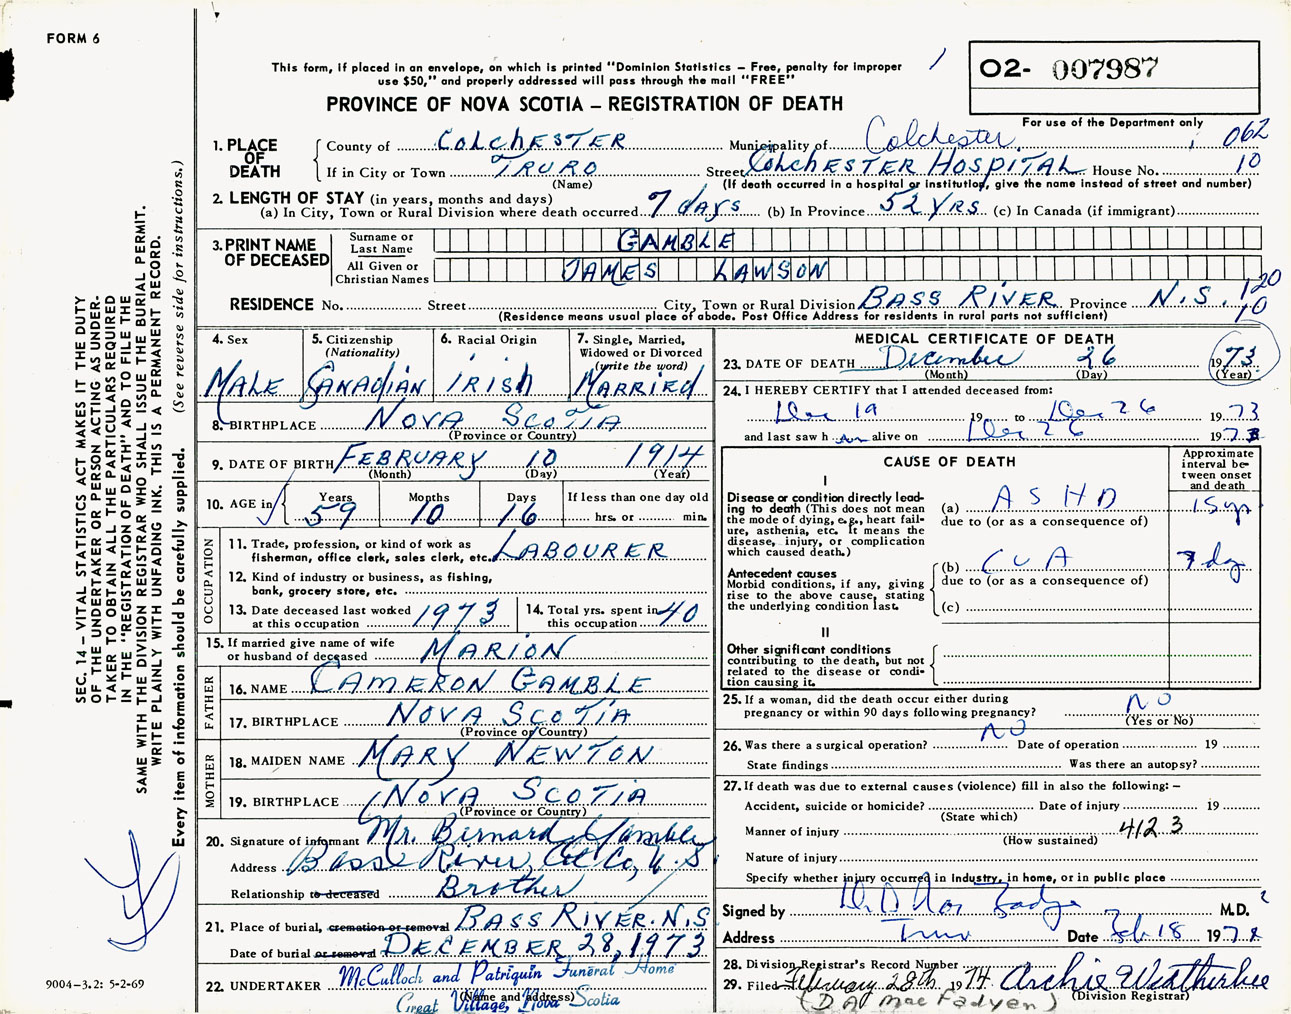 FORM 6
This form, if placed in an envelope, on which is printed "Dominion Statistics – Free, penalty for improper
use $50," and properly addressed will pass through the mail "FREE"
O2- 007987
PROVINCE OF NOVA SCOTIA – REGISTRATION OF DEATH
For use of the Department only
062
1. PLACE OF DEATH
County of COLCHESTER Municipality of Colchester
If in City or Town TRURO Street COLCHESTER HOSPITAL House No. 10
(Name) (If death occurred in a hospital or institution, give the name instead of street and number)
2. LENGTH OF STAY (in years, months and days)
(a) In City, Town or Rural Division where death occurred 7 days (b) In Province 52 YRS (c) In Canada (if immigrant)
3. PRINT NAME OF DECEASED
Surname or Last Name GAMBLE
All Given or Christian Names JAMES LAWSON
120
RESIDENCE No. Street City, Town or Rural Division BASS RIVER Province N.S. 10
(Residence means usual place of abode. Post Office Address for residents in rural parts not sufficient)
4. Sex
MALE
5. Citizenship (Nationality)
CANADIAN
6. Racial Origin
IRISH
7. Single, Married, Widowed or Divorced (write the word)
MARRIED
8. BIRTHPLACE NOVA SCOTIA
(Province or Country)
9. DATE OF BIRTH FEBRUARY 10 1914
(Month) (Day) (Year)
10. AGE in Years 59 Months 10 Days 16 If less than one day old
hrs. or min.
OCCUPATION
11. Trade, profession, or kind of work as
fisherman, office clerk, sales clerk, etc. LABOURER
12. Kind of industry or business, as fishing,
bank, grocery store, etc.
13. Date deceased last worked at this occupation 1973
14. Total yrs. spent in this occupation 40
15. If married give name of wife
or husband of deceased MARION
FATHER
16. NAME CAMERON GAMBLE
17. BIRTHPLACE NOVA SCOTIA
(Province or Country)
MOTHER
18. MAIDEN NAME MARY NEWTON
19. BIRTHPLACE NOVA SCOTIA
(Province or Country)
20. Signature of informant Mr. Bernard Gamble
Address Bass River, Col Co, N.S
Relationship to deceased Brother
21. Place of burial, cremation or removal BASS RIVER. N.S
Date of burial or removal DECEMBER 28, 1973
22. UNDERTAKER McCulloch and Patriquin Funeral Home
(Name and address)
Great Village, Nova Scotia
MEDICAL CERTIFICATE OF DEATH
23. DATE OF DEATH December 26 1973
(Month) (Day) (Year)
24. I HEREBY CERTIFY that I attended deceased from:
Dec 19 19 to Dec 26 1973
and last saw h im alive on Dec 26 1973
CAUSE OF DEATH
Approximate interval between onset and death
I
Disease or condition directly leading to death (This does not
mean the mode of dying, e.g., heart failure, asthenia, etc. It means the
disease, injury, or complication
which caused death.)
(a) ASHD 15 yr
due to (or as a consequence of)
Antecedent causes
Morbid conditions, if any, giving
rise to the above cause, stating
the underlying condition last.
(b) CVA 7 day
due to (or as a consequence of)
(c)
II
Other significant conditions
contributing to the death, but not
related to the disease or condition causing it.
25. If a woman, did the death occur either during
pregnancy or within 90 days following pregnancy? NO
(Yes or No)
26. Was there a surgical operation? NO Date of operation 19
State findings Was there an autopsy?
27. If death was due to external causes (violence) fill in also the following: –
Accident, suicide or homicide? Date of injury 19
(State which)
Manner of injury 412 3
(How sustained)
Nature of injury
Specify whether injury occurred in Industry, in home, or in public place
Signed by Dr D A Mac Fadyen M.D.
Address Truro Date Feb 18 1974
28. Division Registrar's Record Number
29. Filed February 28th 1974 Archie Weatherbee
(Division Registrar)
(D.A. MacFadyen)
SEC. 14 – VITAL STATISTICS ACT MAKES IT THE DUTY
OF THE UNDERTAKER OR PERSON ACTING AS UNDER-
TAKER TO OBTAIN ALL THE PARTICULARS REQUIRED
IN THE "REGISTRATION OF DEATH" AND TO FILE THE
SAME WITH THE DIVISION REGISTRAR WHO SHALL ISSUE THE BURIAL PERMIT.
WRITE PLAINLY WITH UNFADING INK. THIS IS A PERMANENT RECORD.
Every item of information should be carefully supplied. (See reverse side for instructions.)
9004-3.2: 5-2-69